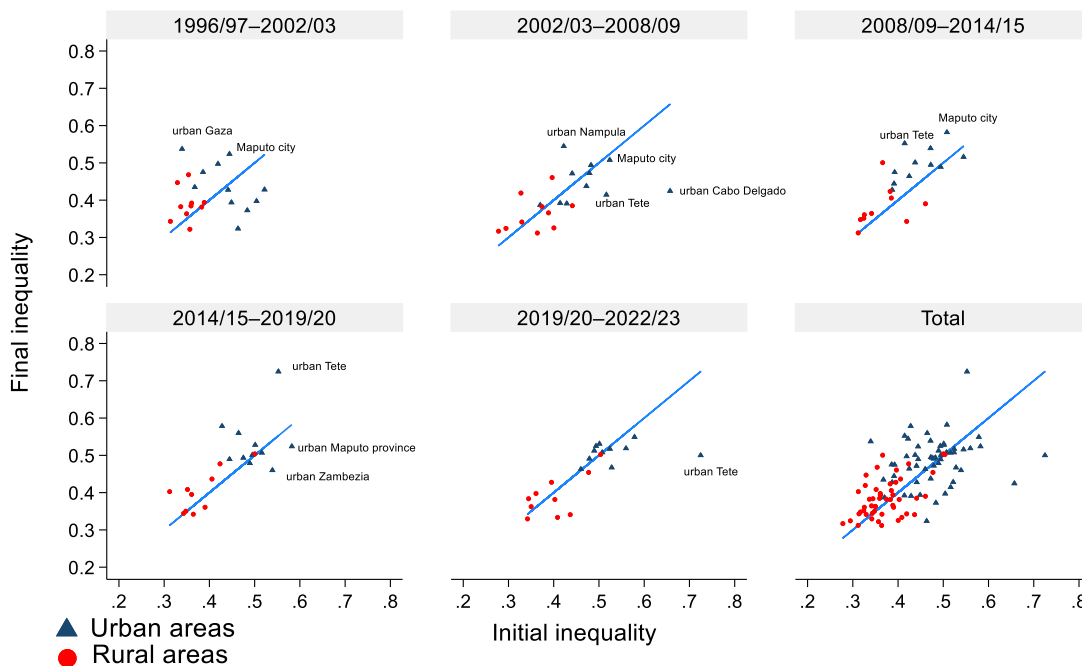 1996/97–2002/03
2002/03–2008/09
2008/09–2014/15
0.8
0.7
0.6
0.5
0.4
0.3
0.2
urban Gaza
Maputo city
urban Nampula
Maputo city
urban Cabo Delgado
urban Tete
Maputo city
urban Tete
Final inequality
2014/15–2019/20
2019/20–2022/23
Total
0.8
0.7
0.6
0.5
0.4
0.3
0.2
urban Tete
urban Maputo province
urban Zambezia
urban Tete
.2 .3 .4 .5 .6 .7 .8
.2 .3 .4 .5 .6 .7 .8
.2 .3 .4 .5 .6 .7 .8
Initial inequality
Urban areas
Rural areas